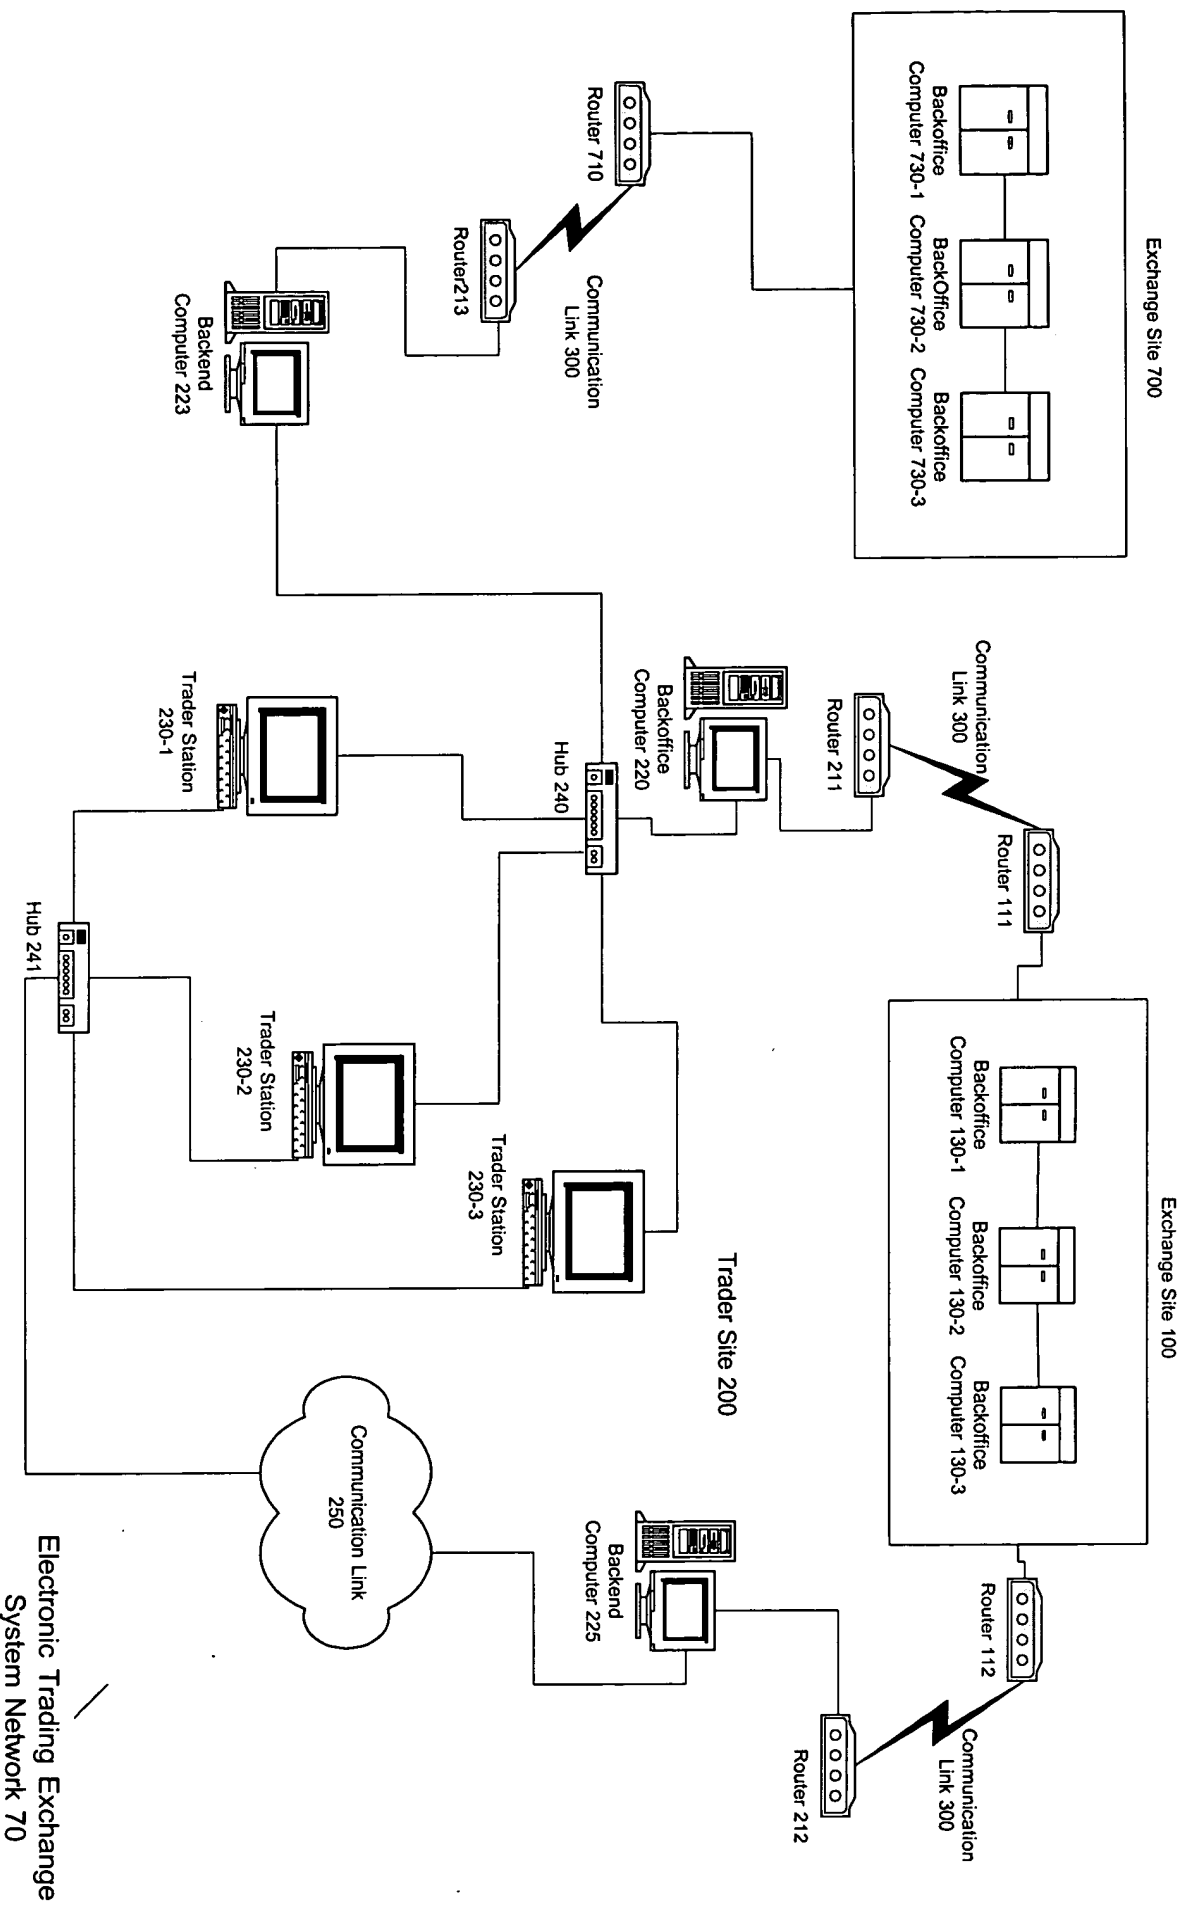 Exchange Site 700
Backoffice
Computer 730-1
BackOffice
Computer 730-2
Backoffice
Computer 730-3
Router 710
Communication
Link 300
Router213
Backend
Computer 223
Exchange Site 100
Backoffice
Computer 130-1
Backoffice
Computer 130-2
Backoffice
Computer 130-3
Router 111
Communication
Link 300
Router 211
Backoffice
Computer 220
Hub 240
Router 112
Communication
Link 300
Router 212
Backend
Computer 225
Trader Site 200
Trader Station
230-1
Trader Station
230-2
Trader Station
230-3
Hub 241
Communication Link
250
Electronic Trading Exchange
System Network 70